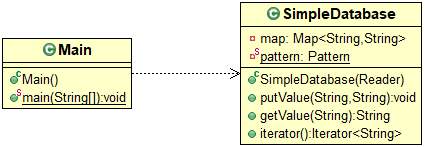 Main
Main()
main(String[]):void
SimpleDatabase
map: Map<String,String>
pattern: Pattern
SimpleDatabase(Reader)
putValue(String,String):void
getValue(String):String
iterator():Iterator<String>